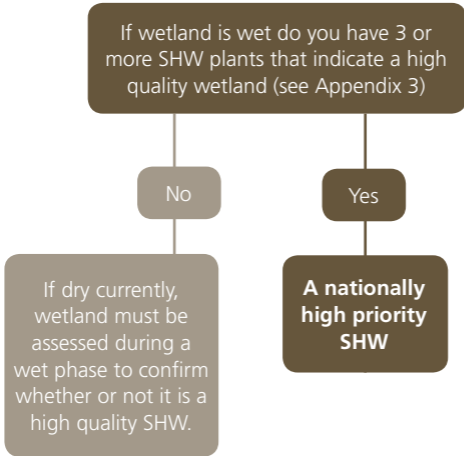 If wetland is wet do you have 3 or
more SHW plants that indicate a high
quality wetland (see Appendix 3)
No
Yes
If dry currently,
wetland must be
assessed during a
wet phase to confirm
whether or not it is a
high quality SHW.
A nationally
high priority
SHW